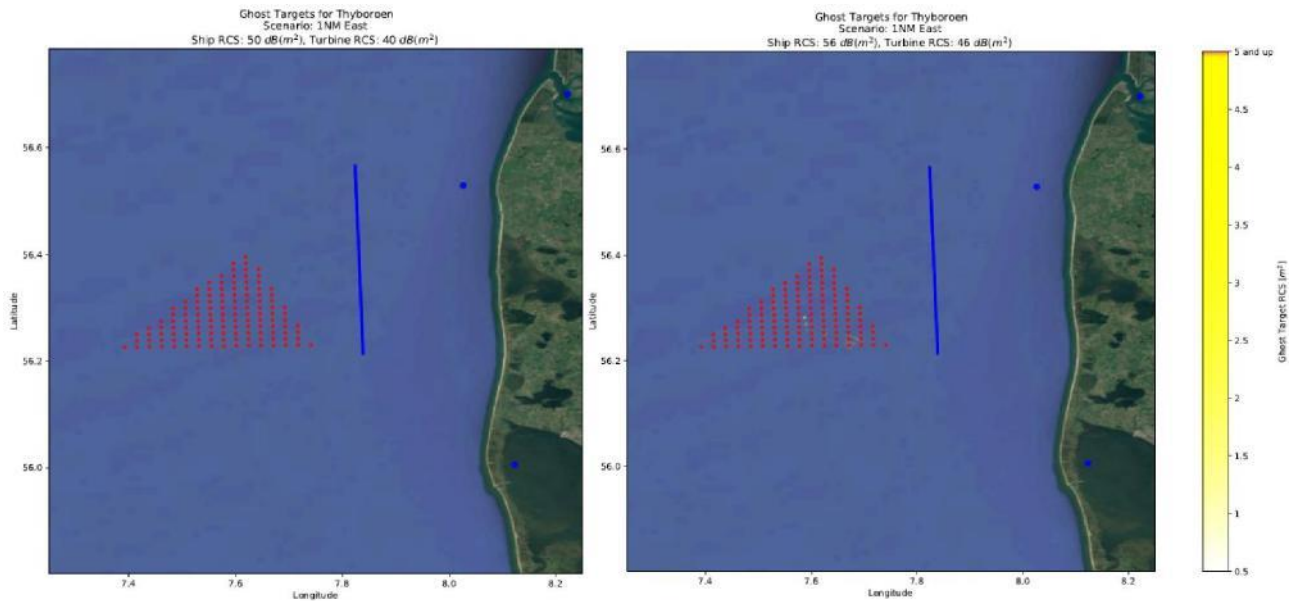 Ghost Targets for Thyboroen
Scenario: 1NM East
Ship RCS: 50 dB(m²), Turbine RCS: 40 dB(m²)
56.6
56.4
56.2
56.0
Latitude
7.4
7.6
7.8
8.0
8.2
Longitude
Ghost Targets for Thyboroen
Scenario: 1NM East
Ship RCS: 56 dB(m²), Turbine RCS: 46 dB(m²)
56.6
56.4
56.2
56.0
Latitude
7.4
7.6
7.8
8.0
8.2
Longitude
5 and up
4.5
4
3.5
3
2.5
2
1.5
1
0.5
Ghost Target RCS [m²]